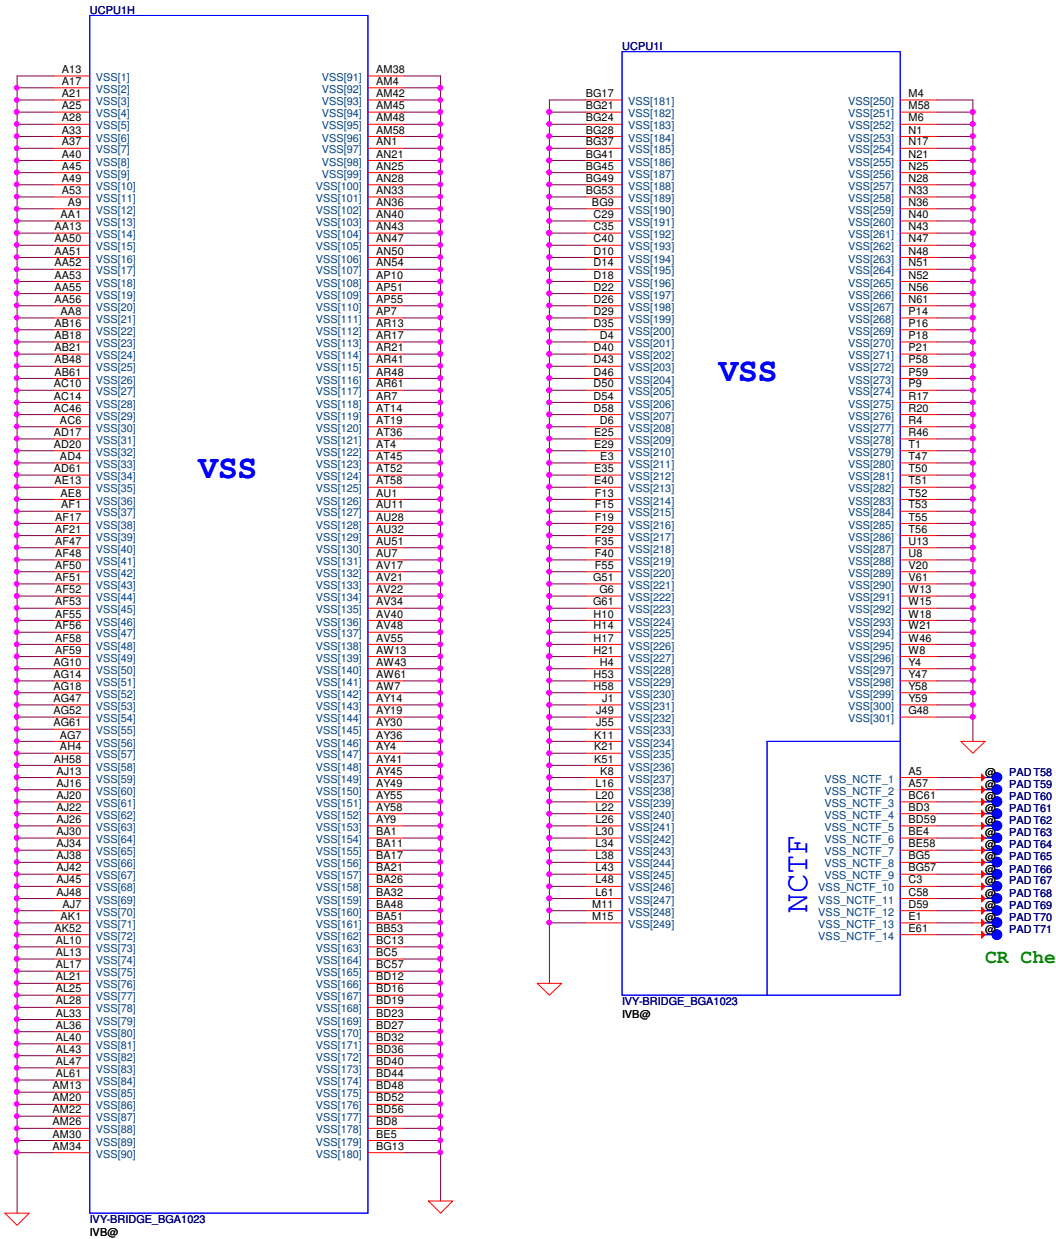 UCPU1H
A13 VSS[1] VSS[91] AM38
A17 VSS[2] VSS[92] AM4
A21 VSS[3] VSS[93] AM42
A25 VSS[4] VSS[94] AM45
A28 VSS[5] VSS[95] AM48
A33 VSS[6] VSS[96] AM58
A37 VSS[7] VSS[97] AN1
A40 VSS[8] VSS[98] AN21
A45 VSS[9] VSS[99] AN25
A49 VSS[10] VSS[100] AN28
A53 VSS[11] VSS[101] AN33
A9 VSS[12] VSS[102] AN36
AA1 VSS[13] VSS[103] AN40
AA13 VSS[14] VSS[104] AN43
AA50 VSS[15] VSS[105] AN47
AA51 VSS[16] VSS[106] AN50
AA52 VSS[17] VSS[107] AN54
AA53 VSS[18] VSS[108] AP10
AA55 VSS[19] VSS[109] AP51
AA56 VSS[20] VSS[110] AP55
AA8 VSS[21] VSS[111] AP7
AB16 VSS[22] VSS[112] AR13
AB18 VSS[23] VSS[113] AR17
AB21 VSS[24] VSS[114] AR21
AB48 VSS[25] VSS[115] AR41
AB61 VSS[26] VSS[116] AR48
AC10 VSS[27] VSS[117] AR61
AC14 VSS[28] VSS[118] AR7
AC46 VSS[29] VSS[119] AT14
AC6 VSS[30] VSS[120] AT19
AD17 VSS[31] VSS[121] AT36
AD20 VSS[32] VSS[122] AT4
AD4 VSS[33] VSS[123] AT45
VSS
AD61 VSS[34] VSS[124] AT52
AE13 VSS[35] VSS[125] AT58
AE8 VSS[36] VSS[126] AU1
AF1 VSS[37] VSS[127] AU11
AF17 VSS[38] VSS[128] AU28
AF21 VSS[39] VSS[129] AU32
AF47 VSS[40] VSS[130] AU51
AF48 VSS[41] VSS[131] AU7
AF50 VSS[42] VSS[132] AV17
AF51 VSS[43] VSS[133] AV21
AF52 VSS[44] VSS[134] AV22
AF53 VSS[45] VSS[135] AV34
AF55 VSS[46] VSS[136] AV40
AF56 VSS[47] VSS[137] AV48
AF58 VSS[48] VSS[138] AV55
AF59 VSS[49] VSS[139] AW13
AG10 VSS[50] VSS[140] AW43
AG14 VSS[51] VSS[141] AW61
AG18 VSS[52] VSS[142] AW7
AG47 VSS[53] VSS[143] AY14
AG52 VSS[54] VSS[144] AY19
AG61 VSS[55] VSS[145] AY30
AG7 VSS[56] VSS[146] AY36
AH4 VSS[57] VSS[147] AY4
AH58 VSS[58] VSS[148] AY41
AJ13 VSS[59] VSS[149] AY45
AJ16 VSS[60] VSS[150] AY49
AJ20 VSS[61] VSS[151] AY55
AJ22 VSS[62] VSS[152] AY58
AJ26 VSS[63] VSS[153] AY9
AJ30 VSS[64] VSS[154] BA1
AJ34 VSS[65] VSS[155] BA11
AJ38 VSS[66] VSS[156] BA17
AJ42 VSS[67] VSS[157] BA21
AJ45 VSS[68] VSS[158] BA26
AJ48 VSS[69] VSS[159] BA32
AJ7 VSS[70] VSS[160] BA48
AK1 VSS[71] VSS[161] BA51
AK52 VSS[72] VSS[162] BB53
AL10 VSS[73] VSS[163] BC13
AL13 VSS[74] VSS[164] BC5
AL17 VSS[75] VSS[165] BC57
AL21 VSS[76] VSS[166] BD12
AL25 VSS[77] VSS[167] BD16
AL28 VSS[78] VSS[168] BD19
AL33 VSS[79] VSS[169] BD23
AL36 VSS[80] VSS[170] BD27
AL40 VSS[81] VSS[171] BD32
AL43 VSS[82] VSS[172] BD36
AL47 VSS[83] VSS[173] BD40
AL61 VSS[84] VSS[174] BD44
AM13 VSS[85] VSS[175] BD48
AM20 VSS[86] VSS[176] BD52
AM22 VSS[87] VSS[177] BD56
AM26 VSS[88] VSS[178] BD8
AM30 VSS[89] VSS[179] BE5
AM34 VSS[90] VSS[180] BG13
IVY-BRIDGE_BGA1023
IVB@
UCPU1I
BG17 VSS[181] VSS[250] M4
BG21 VSS[182] VSS[251] M58
BG24 VSS[183] VSS[252] M6
BG28 VSS[184] VSS[253] N1
BG37 VSS[185] VSS[254] N17
BG41 VSS[186] VSS[255] N21
BG45 VSS[187] VSS[256] N25
BG49 VSS[188] VSS[257] N28
BG53 VSS[189] VSS[258] N33
BG9 VSS[190] VSS[259] N36
C29 VSS[191] VSS[260] N40
C35 VSS[192] VSS[261] N43
C40 VSS[193] VSS[262] N47
D10 VSS[194] VSS[263] N48
D14 VSS[195] VSS[264] N51
D18 VSS[196] VSS[265] N52
D22 VSS[197] VSS[266] N56
D26 VSS[198] VSS[267] N61
D29 VSS[199] VSS[268] P14
D35 VSS[200] VSS[269] P16
D4 VSS[201] VSS[270] P18
D40 VSS[202] VSS[271] P21
D43 VSS[203] VSS[272] P58
VSS
D46 VSS[204] VSS[273] P59
D50 VSS[205] VSS[274] P9
D54 VSS[206] VSS[275] R17
D58 VSS[207] VSS[276] R20
D6 VSS[208] VSS[277] R4
E25 VSS[209] VSS[278] R46
E29 VSS[210] VSS[279] T1
E3 VSS[211] VSS[280] T47
E35 VSS[212] VSS[281] T50
E40 VSS[213] VSS[282] T51
F13 VSS[214] VSS[283] T52
F15 VSS[215] VSS[284] T53
F19 VSS[216] VSS[285] T55
F29 VSS[217] VSS[286] T56
F35 VSS[218] VSS[287] U13
F40 VSS[219] VSS[288] U8
F55 VSS[220] VSS[289] V20
G51 VSS[221] VSS[290] V61
G6 VSS[222] VSS[291] W13
G61 VSS[223] VSS[292] W15
H10 VSS[224] VSS[293] W18
H14 VSS[225] VSS[294] W21
H17 VSS[226] VSS[295] W46
H21 VSS[227] VSS[296] W8
H4 VSS[228] VSS[297] Y4
H53 VSS[229] VSS[298] Y47
H58 VSS[230] VSS[299] Y58
J1 VSS[231] VSS[300] Y59
J49 VSS[232] VSS[301] G48
J55 VSS[233]
K11 VSS[234]
K21 VSS[235]
K51 VSS[236]
K8 VSS[237] VSS_NCTF_1 A5 @ PAD T58
L16 VSS[238] VSS_NCTF_2 A57 @ PAD T59
L20 VSS[239] VSS_NCTF_3 BC61 @ PAD T60
L22 VSS[240] VSS_NCTF_4 BD3 @ PAD T61
L26 VSS[241] VSS_NCTF_5 BD59 @ PAD T62
L30 VSS[242] VSS_NCTF_6 BE4 @ PAD T63
L34 VSS[243] VSS_NCTF_7 BE58 @ PAD T64
L38 VSS[244] VSS_NCTF_8 BG5 @ PAD T65
L43 VSS[245] VSS_NCTF_9 BG57 @ PAD T66
L48 VSS[246] VSS_NCTF_10 C3 @ PAD T67
L61 VSS[247] VSS_NCTF_11 C58 @ PAD T68
M11 VSS[248] VSS_NCTF_12 D59 @ PAD T69
M15 VSS[249] VSS_NCTF_13 E1 @ PAD T70
VSS_NCTF_14 E61 @ PAD T71
NCTF
CR Che
IVY-BRIDGE_BGA1023
IVB@